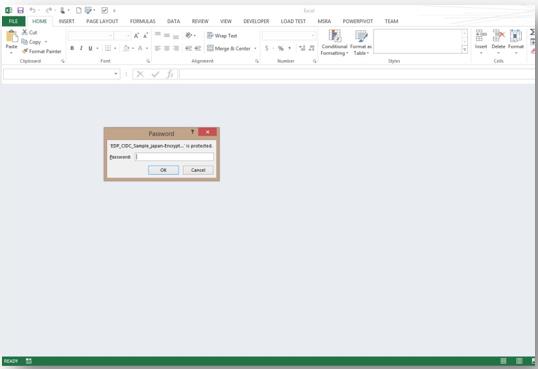 Excel
FILE HOME INSERT PAGE LAYOUT FORMULAS DATA REVIEW VIEW DEVELOPER LOAD TEST MSRA POWERPIVOT TEAM
Paste
Cut
Copy
Format Painter
B I U
Wrap Text
Merge & Center
$ % ,
Conditional Formatting
Format as Table
Insert Delete Format
Clipboard Font Alignment Number Styles Cells
Password
? ×
EDP_CIDC_Sample_japan-Encrypt...' is protected.
Password:
OK Cancel
READY